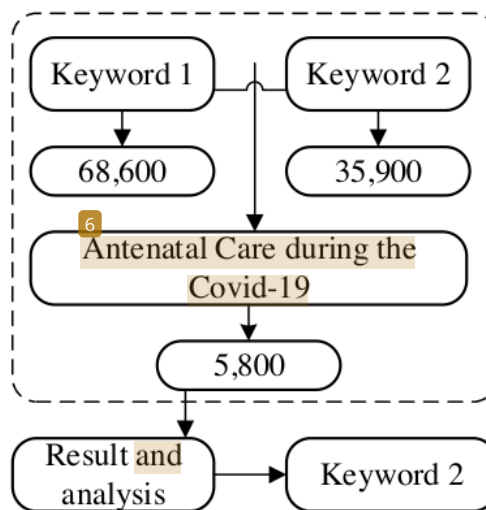 Keyword 1
Keyword 2
68,600
35,900
6
Antenatal Care during the
Covid-19
5,800
Result and
analysis
Keyword 2